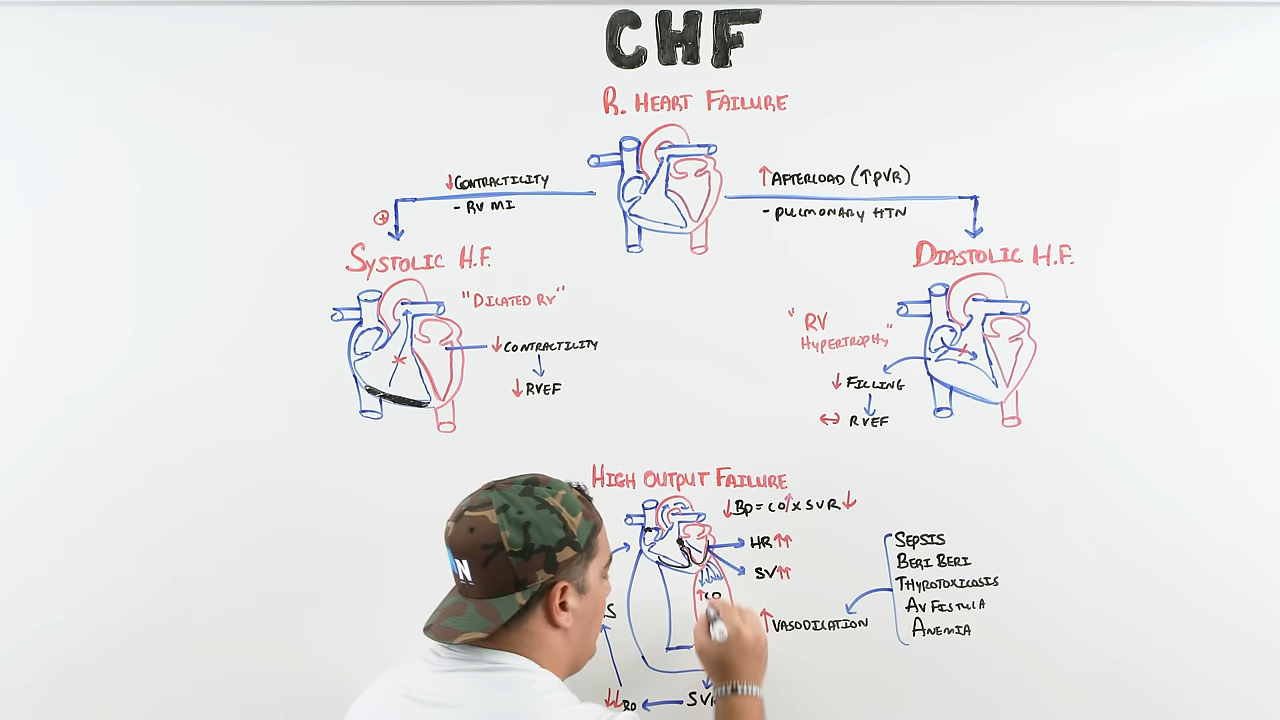 CHF
R. HEART FAILURE
↓CONTRACTILITY
- RV MI
↑AFTERLOAD (↑PVR)
- PULMONARY HTN
+
SYSTOLIC H.F.
DIASTOLIC H.F.
"DILATED RV"
↓CONTRACTILITY
↓RVEF
"RV
HYPERTROPHY"
↓ FILLING
↔ RVEF
HIGH OUTPUT FAILURE
↓BP = CO↑ X SVR↓
HR↑↑
SV↑↑
↑CO
SEPSIS
BERI BERI
THYROTOXICOSIS
AV FISTULA
ANEMIA
↑VASODILATION
N
S